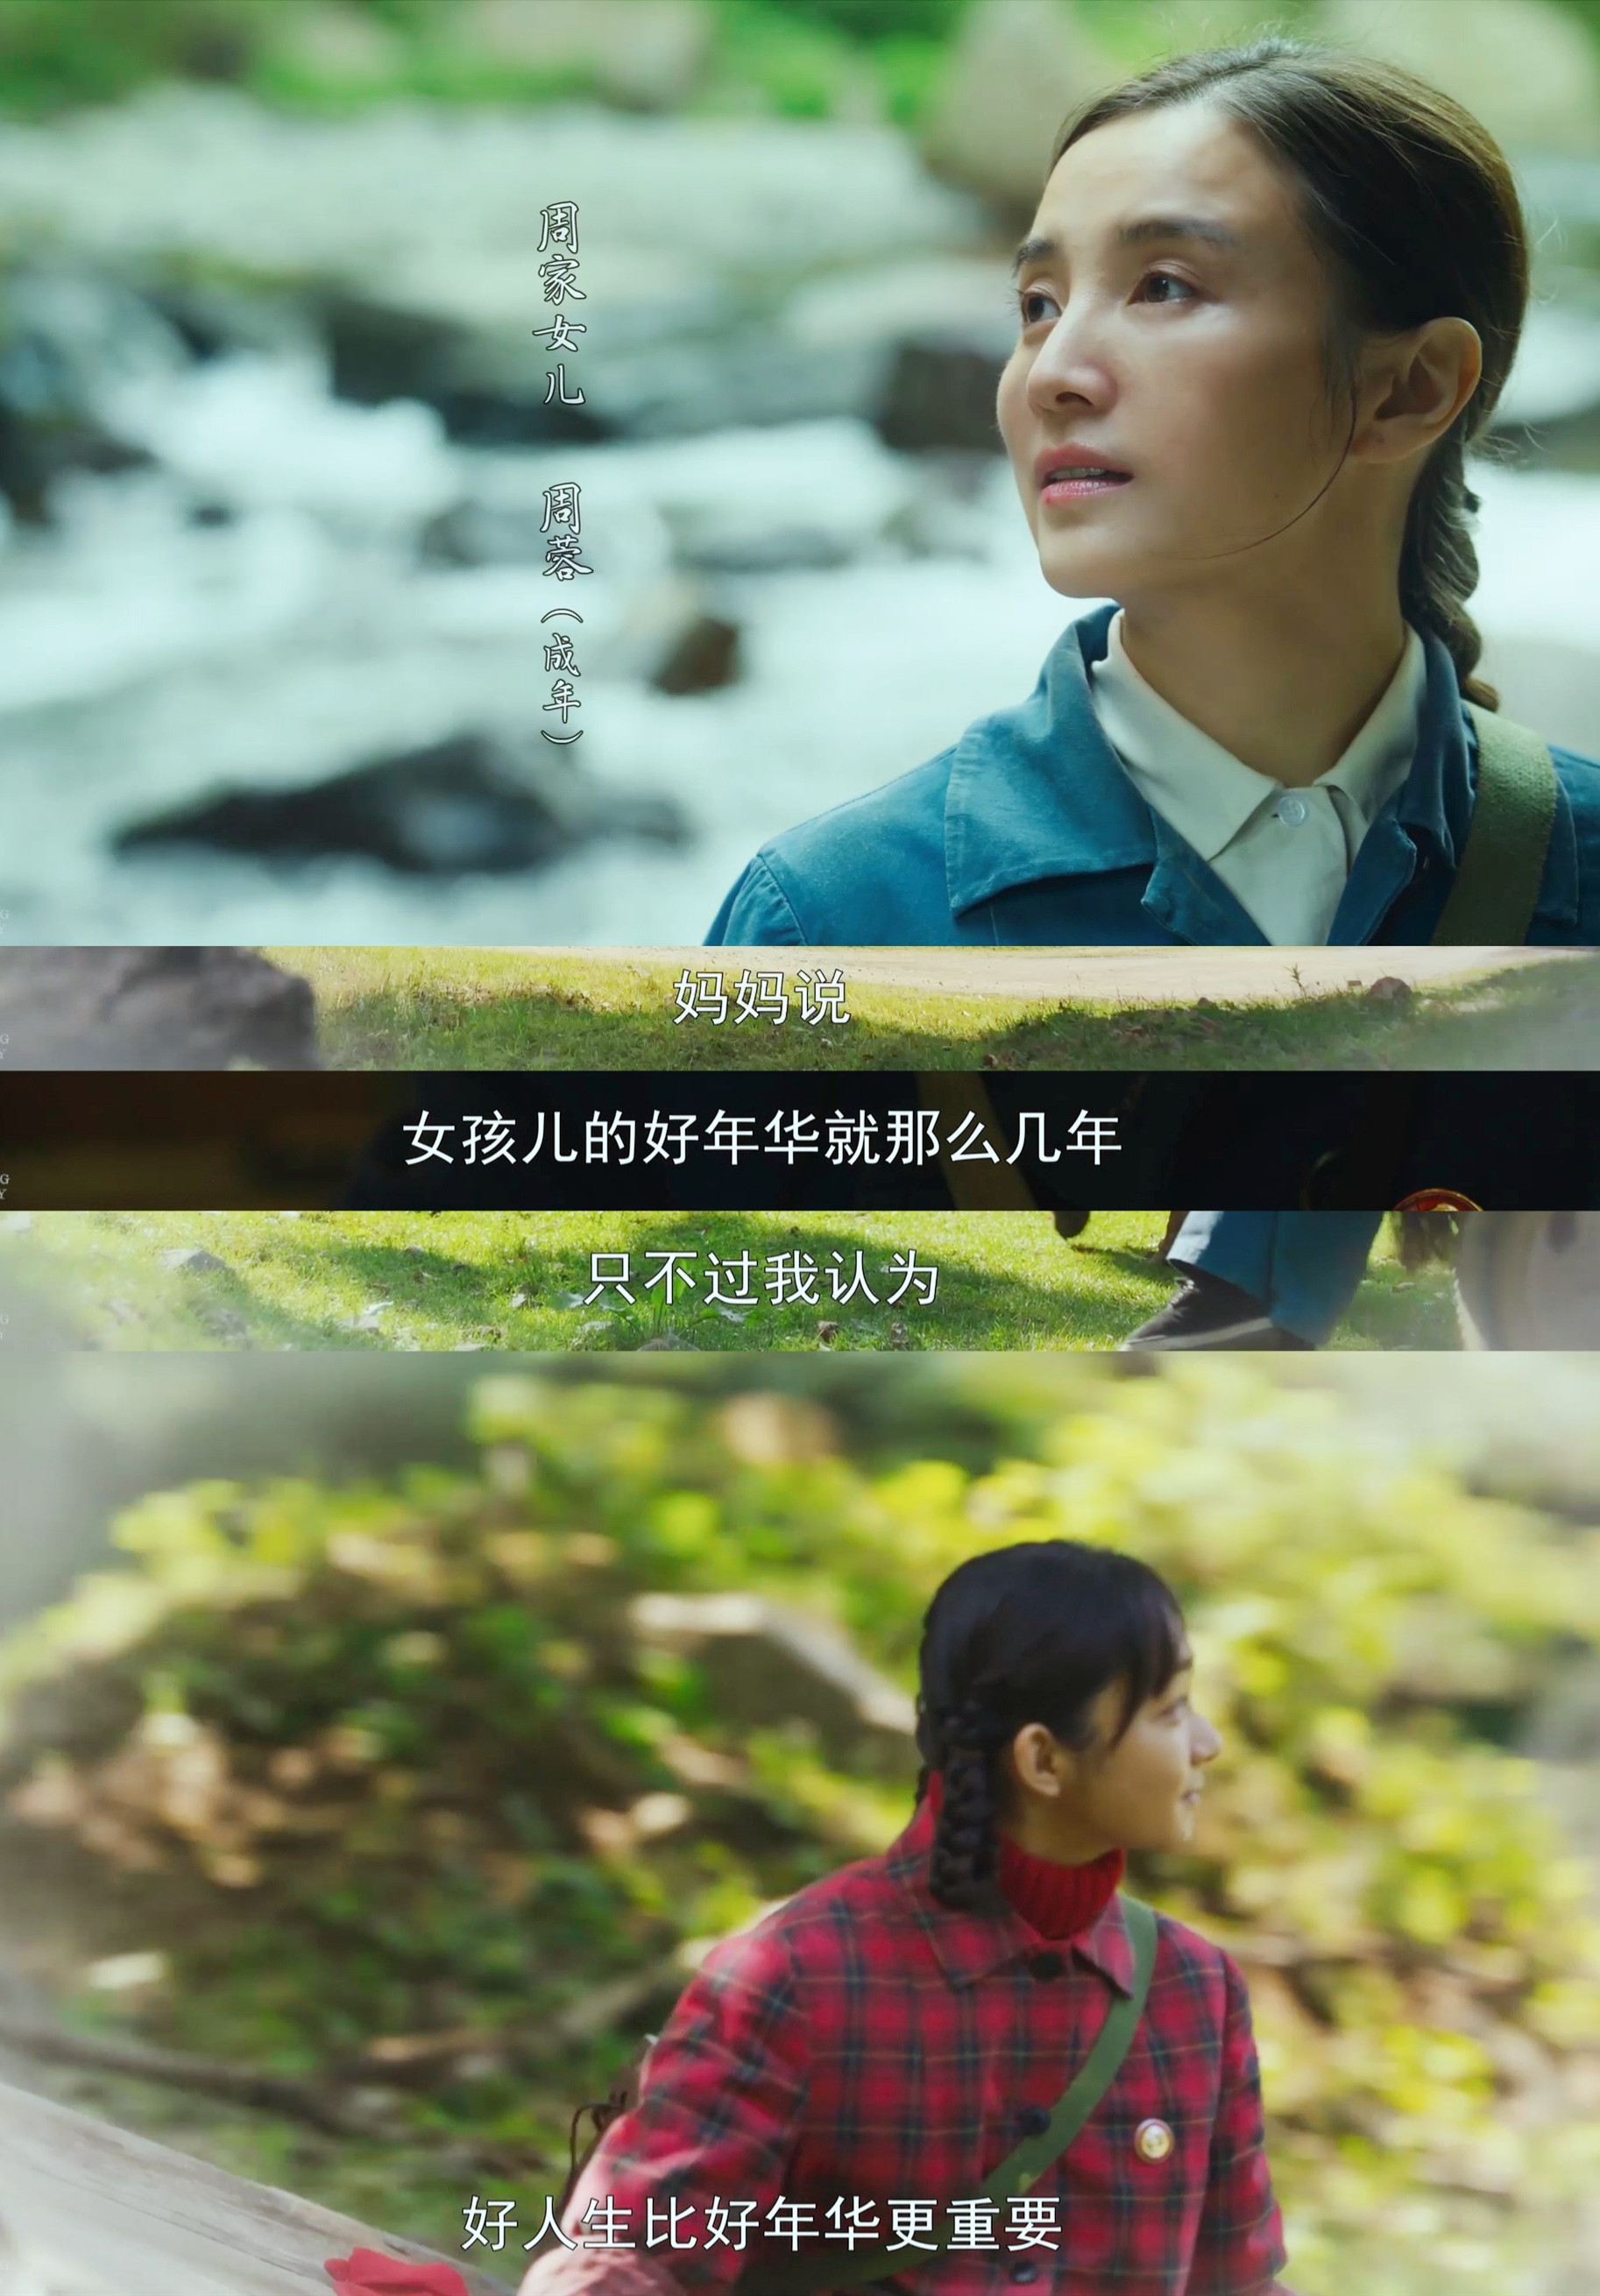 周家女儿 周蓉（成年）
妈妈说
女孩儿的好年华就那么几年
只不过我认为
好人生比好年华更重要